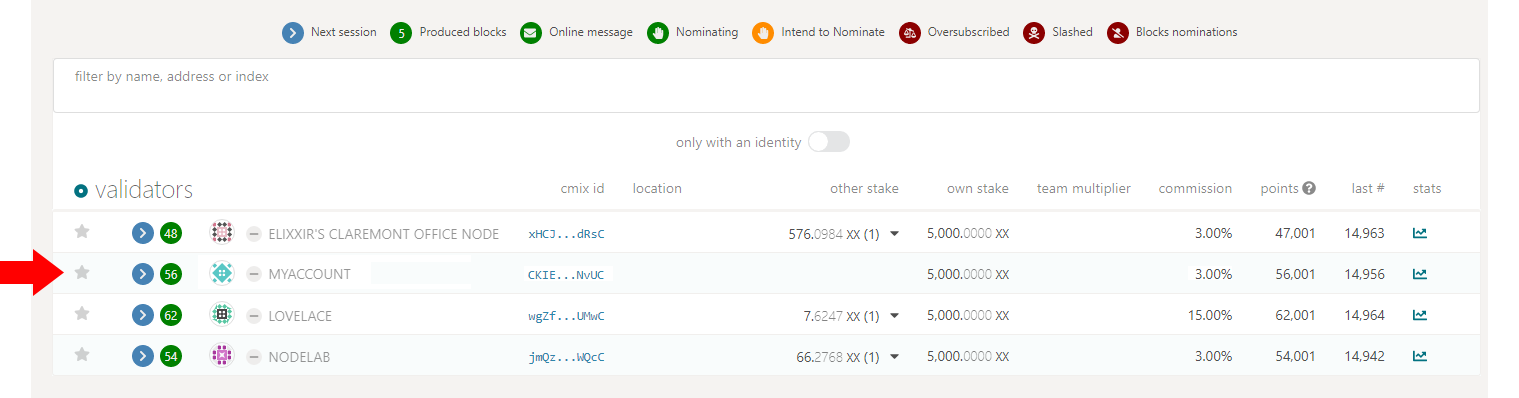 Next session 5 Produced blocks Online message Nominating Intend to Nominate Oversubscribed Slashed Blocks nominations
filter by name, address or index
only with an identity
validators cmix id location other stake own stake team multiplier commission points ? last # stats
48 ELIXXIR'S CLAREMONT OFFICE NODE xHCJ...dRsC 576.0984 XX (1) 5,000.0000 XX 3.00% 47,001 14,963
56 MYACCOUNT CKIE...NvUC 5,000.0000 XX 3.00% 56,001 14,956
62 LOVELACE wgZf...UMwC 7.6247 XX (1) 5,000.0000 XX 15.00% 62,001 14,964
54 NODELAB jmQz...WQcC 66.2768 XX (1) 5,000.0000 XX 3.00% 54,001 14,942